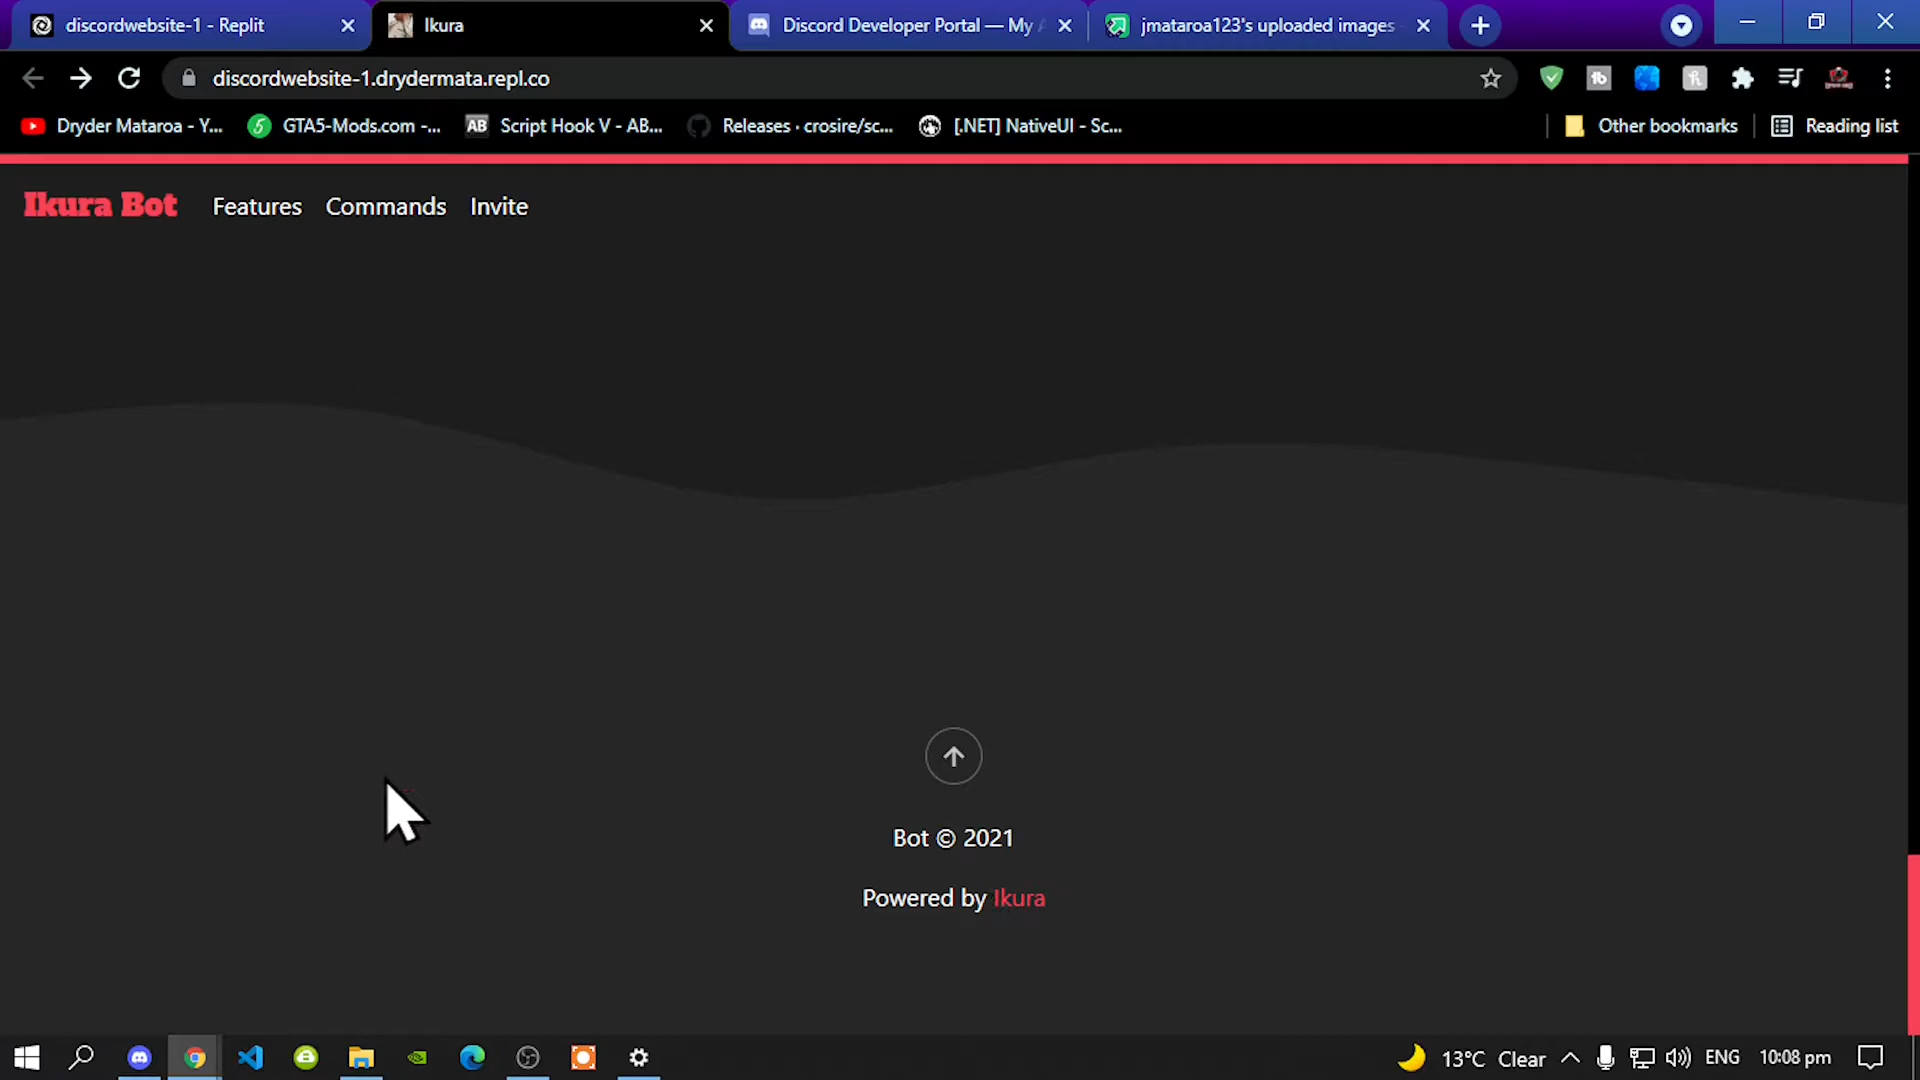 discordwebsite-1 - Replit
Ikura
Discord Developer Portal — My A
jmataroa123's uploaded images
discordwebsite-1.drydermata.repl.co
Dryder Mataroa - Y...
GTA5-Mods.com -...
AB
Script Hook V - AB...
Releases · crosire/sc...
[.NET] NativeUI - Sc...
Other bookmarks
Reading list
Ikura Bot
Features
Commands
Invite
Bot © 2021
Powered by Ikura
13°C Clear
ENG
10:08 pm